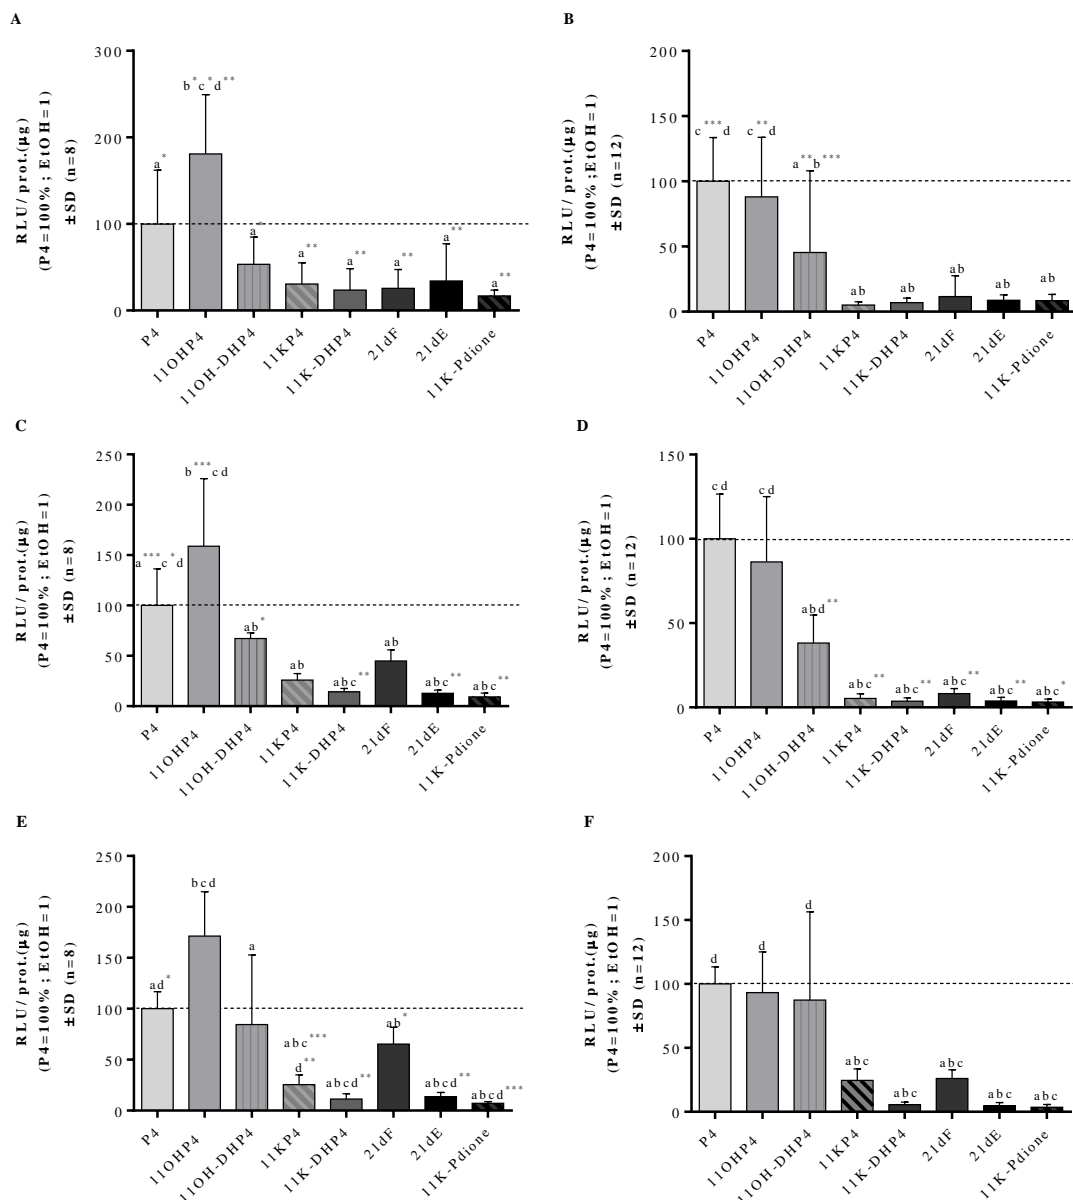 A
RLU/ prot.(µg)
(P4=100% ; EtOH=1)
±SD (n=8)
300
200
100
0
a*
b*c*d**
a*
a**
a**
a**
a**
a**
P4
11OHP4
11OH-DHP4
11KP4
11K-DHP4
21dF
21dE
11K-Pdione
B
RLU/ prot.(µg)
(P4=100% ;EtOH=1)
±SD (n=12)
200
150
100
50
0
c***d
c**d
a**b***
ab
ab
ab
ab
ab
P4
11OHP4
11OH-DHP4
11KP4
11K-DHP4
21dF
21dE
11K-Pdione
C
RLU/ prot.(µg)
(P4=100% ; EtOH=1)
±SD (n=8)
250
200
150
100
50
0
a***c*d
b***cd
ab*
ab
abc**
ab
abc**
abc**
P4
11OHP4
11OH-DHP4
11KP4
11K-DHP4
21dF
21dE
11K-Pdione
D
RLU/ prot.(µg)
(P4=100% ; EtOH=1)
±SD (n=12)
150
100
50
0
cd
cd
abd**
abc**
abc**
abc**
abc**
abc*
P4
11OHP4
11OH-DHP4
11KP4
11K-DHP4
21dF
21dE
11K-Pdione
E
RLU/ prot.(µg)
(P4=100% ; EtOH=1)
±SD (n=8)
250
200
150
100
50
0
ad*
bcd
a
abc***
d**
abcd**
ab*
abcd**
abcd***
P4
11OHP4
11OH-DHP4
11KP4
11K-DHP4
21dF
21dE
11K-Pdione
F
RLU/ prot.(µg)
(P4=100% ; EtOH=1)
±SD (n=12)
200
150
100
50
0
d
d
d
abc
abc
abc
abc
abc
P4
11OHP4
11OH-DHP4
11KP4
11K-DHP4
21dF
21dE
11K-Pdione